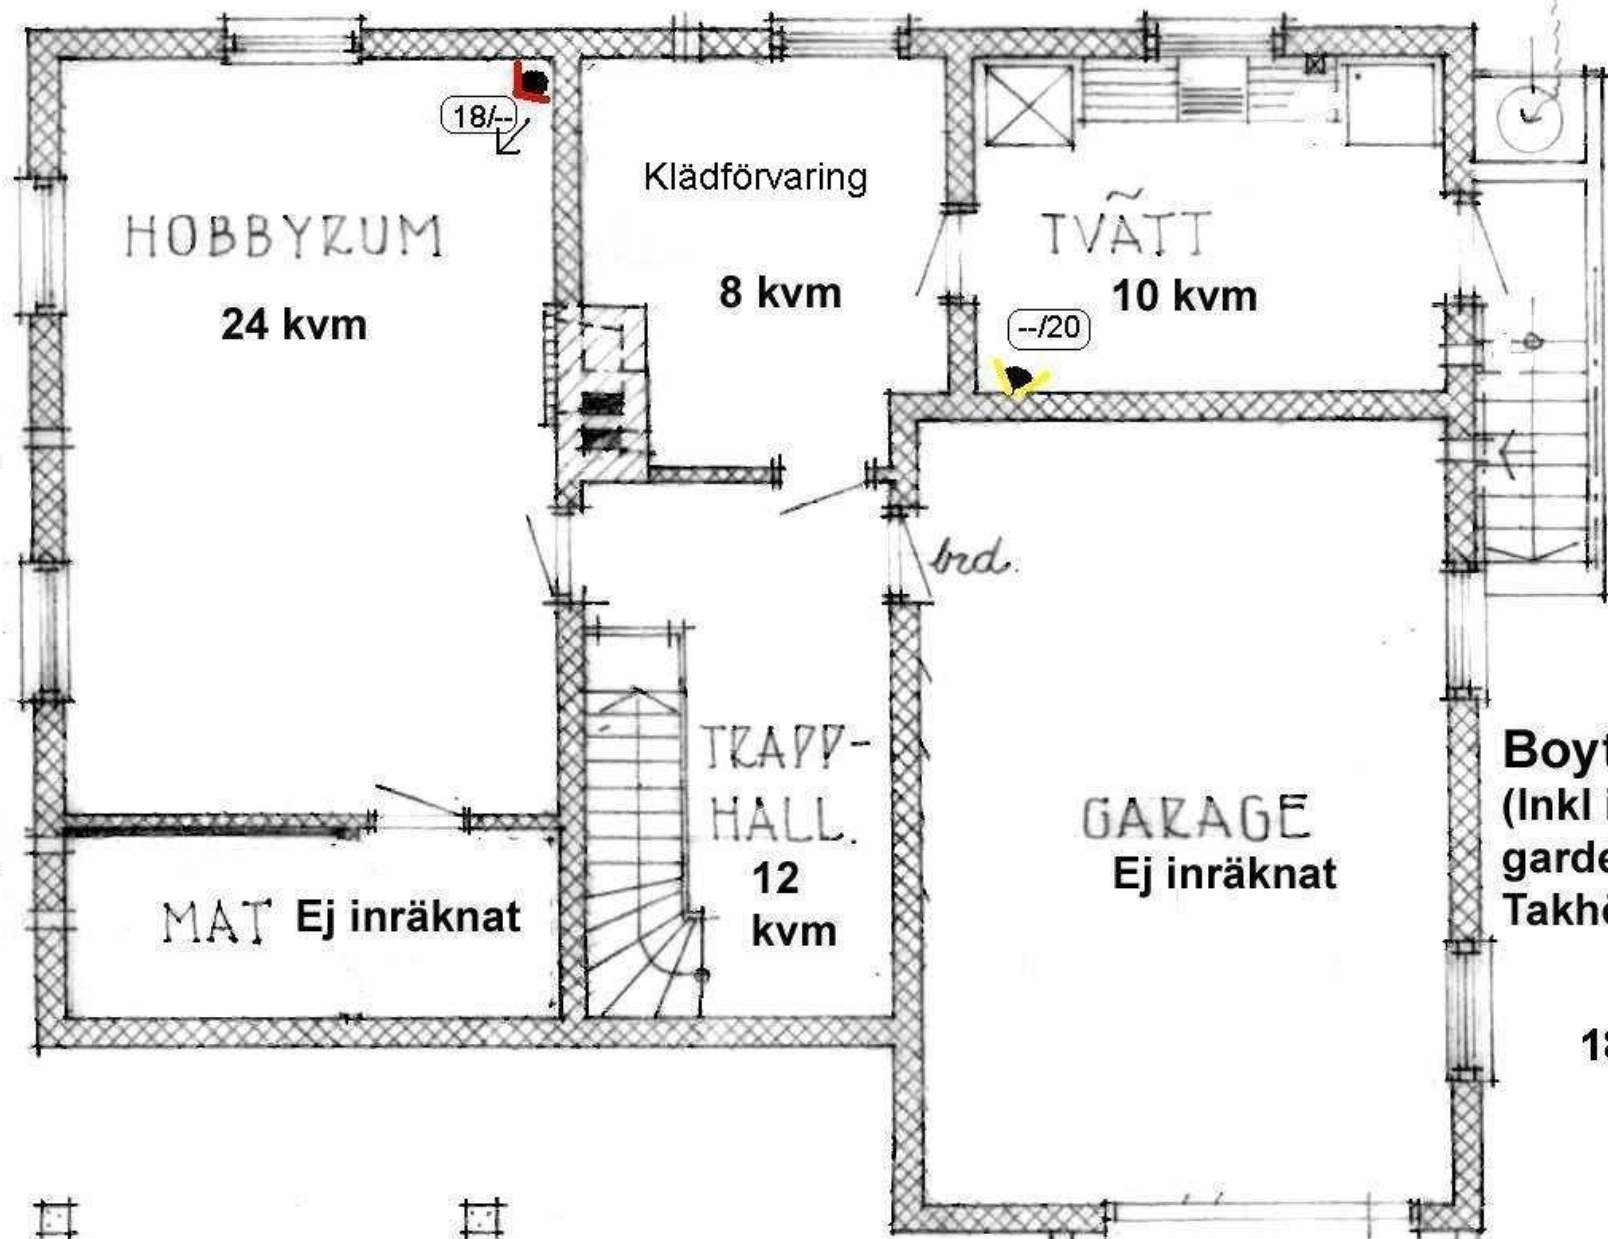 18/--
Klädförvaring
HOBBYRUM
TVÄTT
8 kvm
10 kvm
24 kvm
--/20
brd.
TRAPP-
HALL.
Boyt
(Inkl i
GARAGE
garde
Ej inräknat
12
kvm
Takhö
MAT Ej inräknat
18